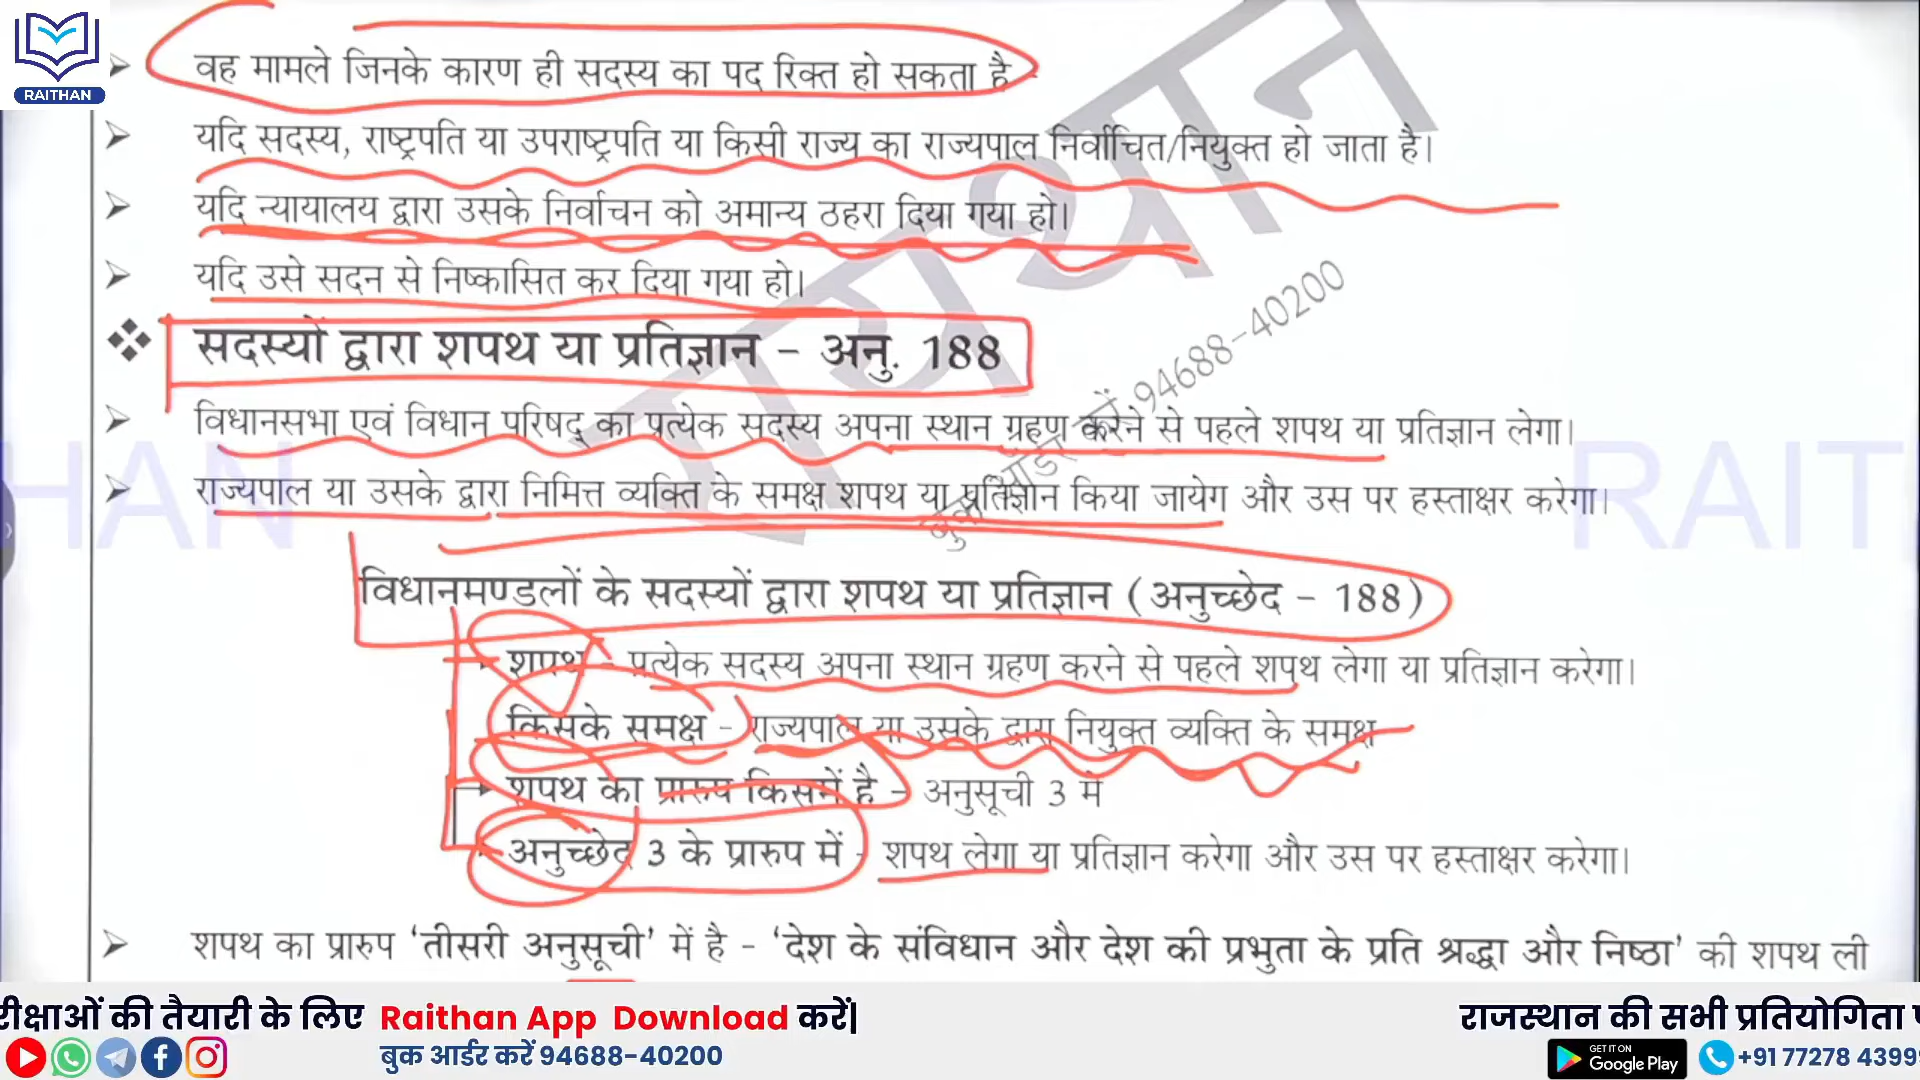 RAITHAN
वह मामले जिनके कारण ही सदस्य का पद रिक्त हो सकता है
यदि सदस्य, राष्ट्रपति या उपराष्ट्रपति या किसी राज्य का राज्यपाल निर्वाचित/नियुक्त हो जाता है।
यदि न्यायालय द्वारा उसके निर्वाचन को अमान्य ठहरा दिया गया हो।
यदि उसे सदन से निष्कासित कर दिया गया हो।
सदस्यों द्वारा शपथ या प्रतिज्ञान – अनु. 188
विधानसभा एवं विधान परिषद् का प्रत्येक सदस्य अपना स्थान ग्रहण करने से पहले शपथ या प्रतिज्ञान लेगा।
राज्यपाल या उसके द्वारा निमित्त व्यक्ति के समक्ष शपथ या प्रतिज्ञान किया जायेग और उस पर हस्ताक्षर करेगा।
विधानमण्डलों के सदस्यों द्वारा शपथ या प्रतिज्ञान (अनुच्छेद – 188)
शपथ – प्रत्येक सदस्य अपना स्थान ग्रहण करने से पहले शपथ लेगा या प्रतिज्ञान करेगा।
किसके समक्ष – राज्यपाल या उसके द्वारा नियुक्त व्यक्ति के समक्ष
शपथ का प्रारुप किसमें है – अनुसूची 3 में
अनुच्छेद 3 के प्रारुप में – शपथ लेगा या प्रतिज्ञान करेगा और उस पर हस्ताक्षर करेगा।
शपथ का प्रारुप ‘तीसरी अनुसूची’ में है – ‘देश के संविधान और देश की प्रभुता के प्रति श्रद्धा और निष्ठा’ की शपथ ली
रायथान
बुक ऑर्डर करें 94688-40200
HAN
RAIT
रीक्षाओं की तैयारी के लिए Raithan App Download करें|
राजस्थान की सभी प्रतियोगिता
बुक आर्डर करें 94688-40200
GET IT ON
Google Play
+91 77278 4399